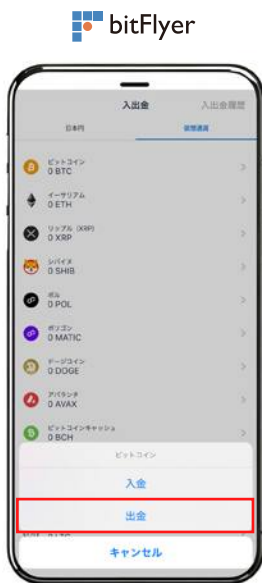 bitFlyer
入出金
入出金履歴
日本円
暗号資産
ビットコイン
0 BTC
イーサリアム
0 ETH
リップル (XRP)
0 XRP
シバイヌ
0 SHIB
ポル
0 POL
ポリゴン
0 MATIC
ドージコイン
0 DOGE
アバランチ
0 AVAX
ビットコインキャッシュ
0 BCH
ビットコイン
入金
出金
キャンセル